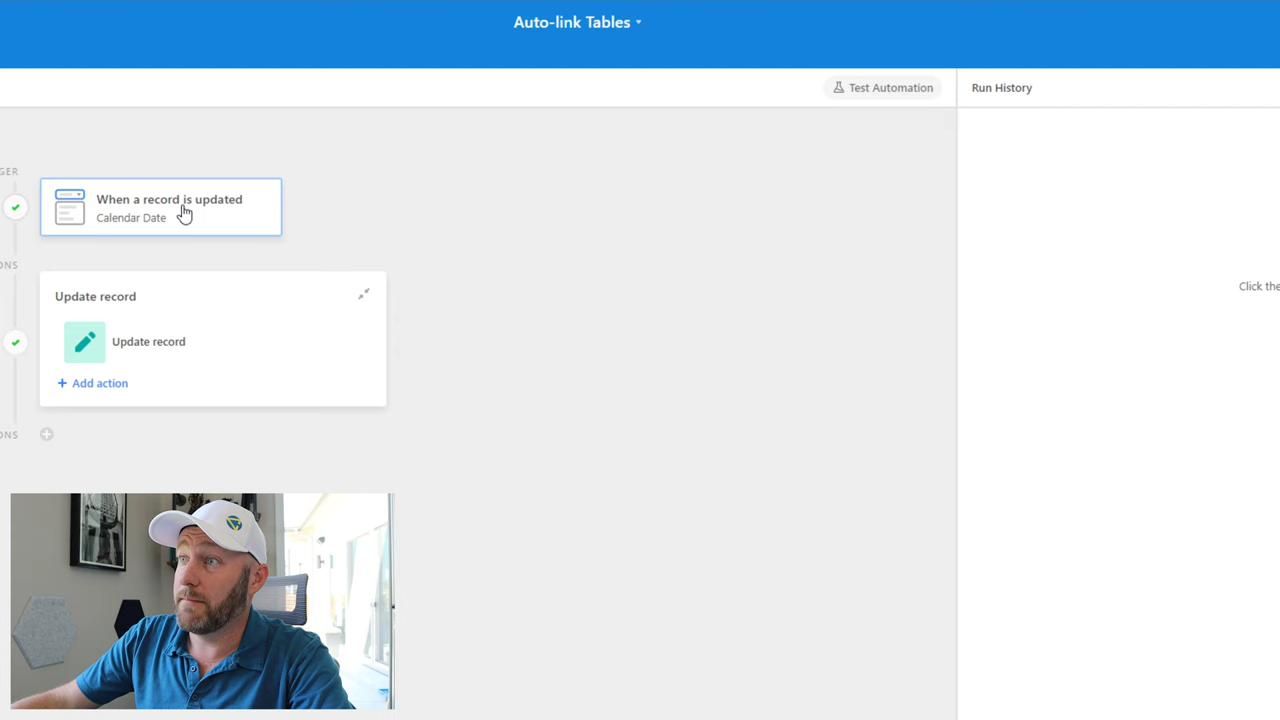 Auto-link Tables
Test Automation
Run History
GER
When a record is updated
Calendar Date
ONS
Update record
Update record
+ Add action
ONS
Click the